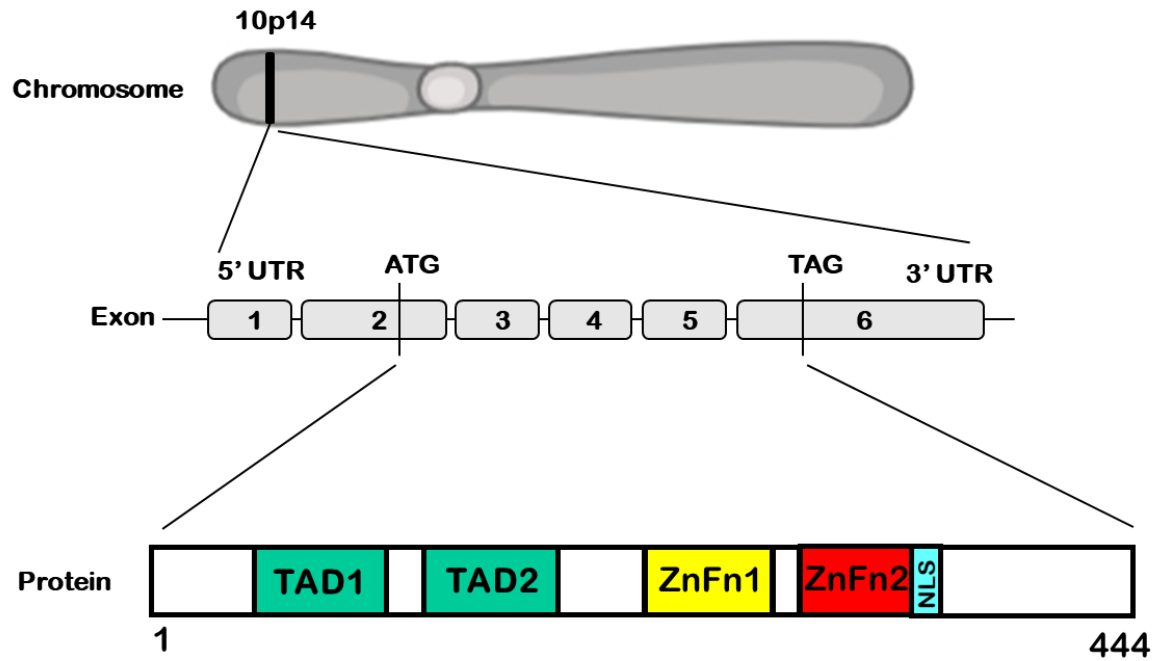 10p14
Chromosome
5’ UTR
ATG
TAG
3’ UTR
Exon
1
2
3
4
5
6
Protein
TAD1
TAD2
ZnFn1
ZnFn2
NLS
1
444